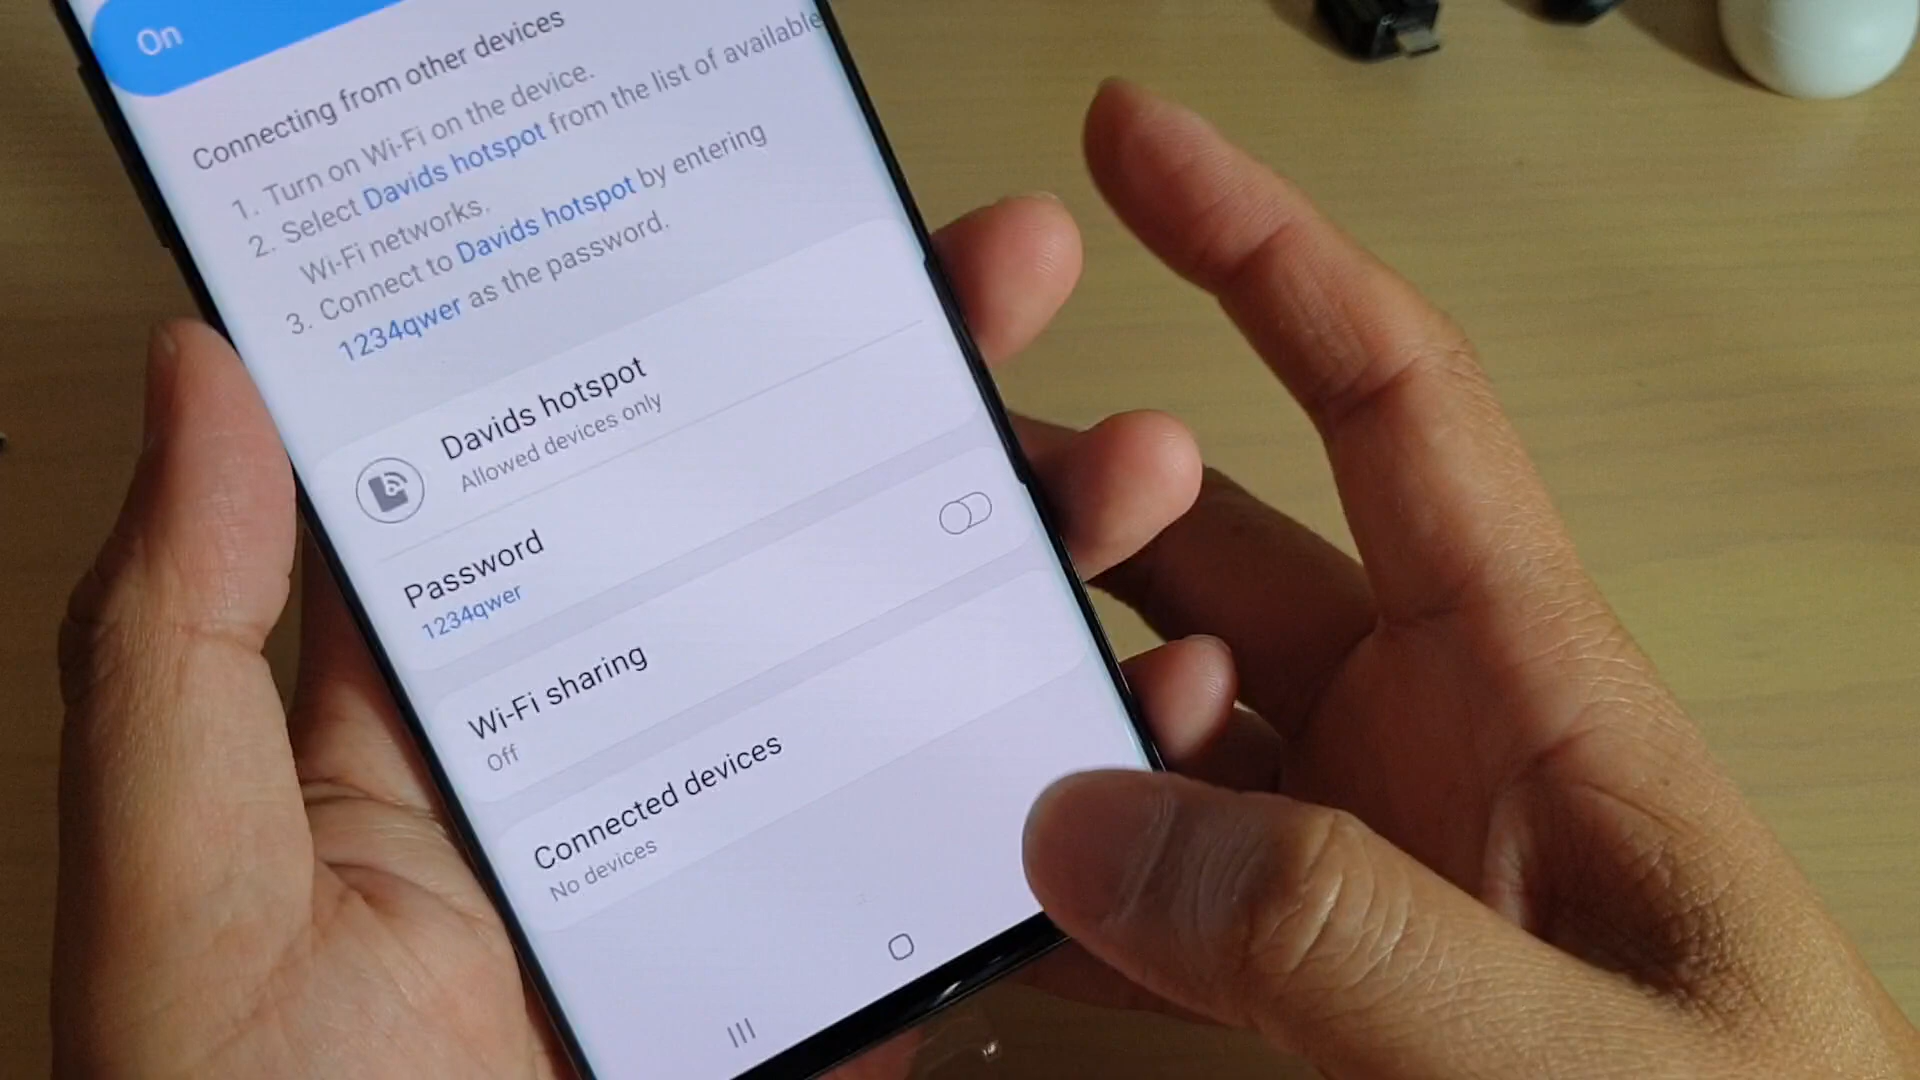 On
Connecting from other devices
1. Turn on Wi-Fi on the device.
2. Select Davids hotspot from the list of available
Wi-Fi networks.
3. Connect to Davids hotspot by entering
1234qwer as the password.
Davids hotspot
Allowed devices only
Password
1234qwer
Wi-Fi sharing
Off
Connected devices
No devices